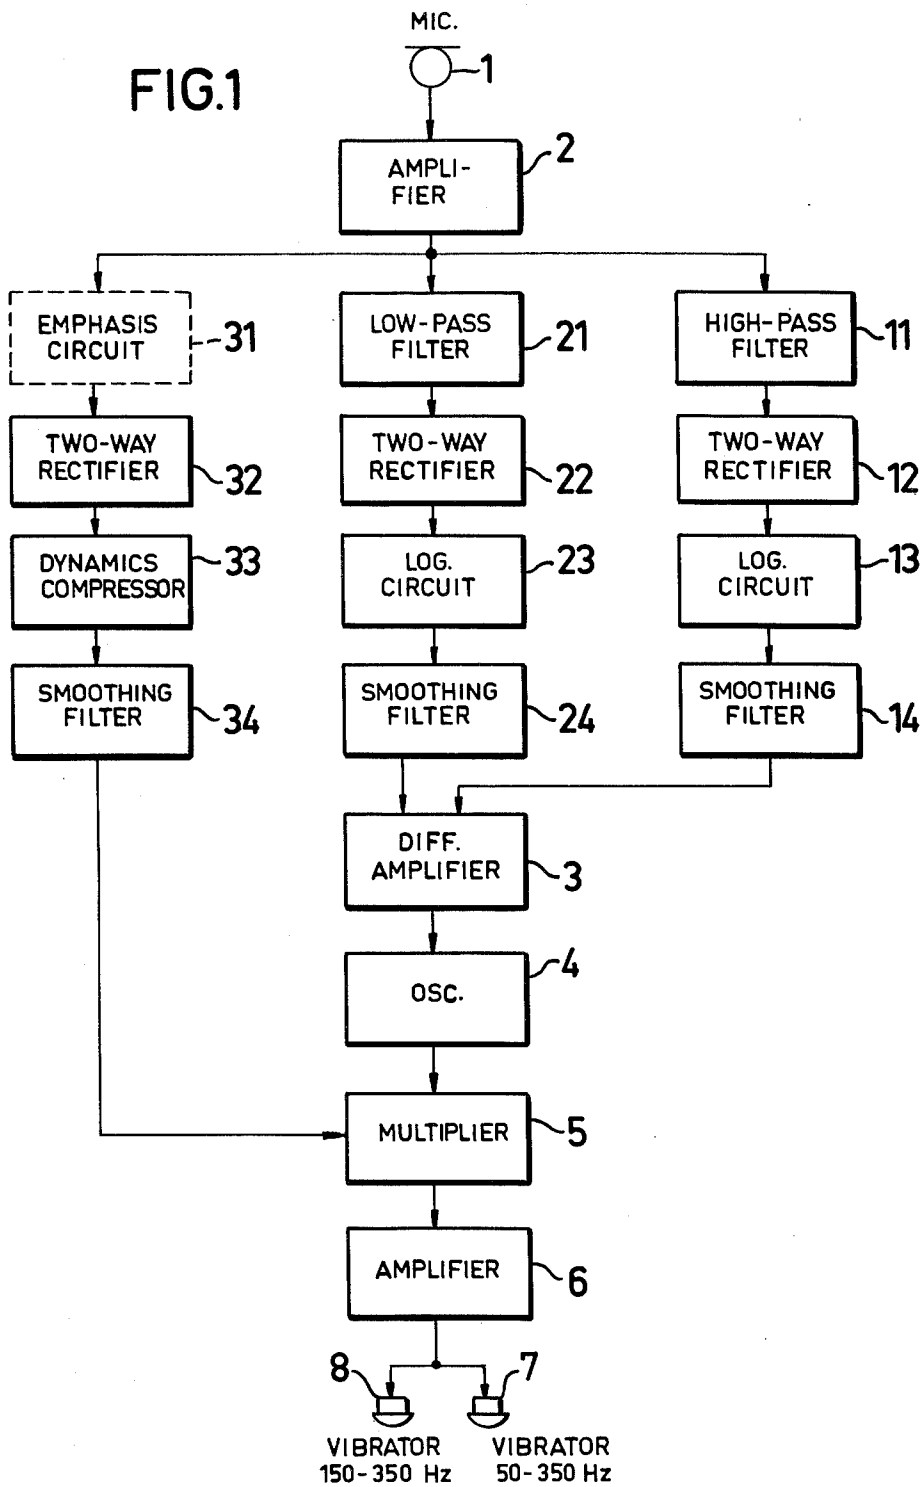 MIC.
1
FIG.1
2
AMPLI-
FIER
EMPHASIS
CIRCUIT
31
LOW-PASS
FILTER
21
HIGH-PASS
FILTER
11
TWO-WAY
RECTIFIER
32
TWO-WAY
RECTIFIER
22
TWO-WAY
RECTIFIER
12
DYNAMICS
COMPRESSOR
33
LOG.
CIRCUIT
23
LOG.
CIRCUIT
13
SMOOTHING
FILTER
34
SMOOTHING
FILTER
24
SMOOTHING
FILTER
14
DIFF.
AMPLIFIER
3
4
OSC.
MULTIPLIER
5
AMPLIFIER
6
8
7
VIBRATOR
150-350 Hz
VIBRATOR
50-350 Hz